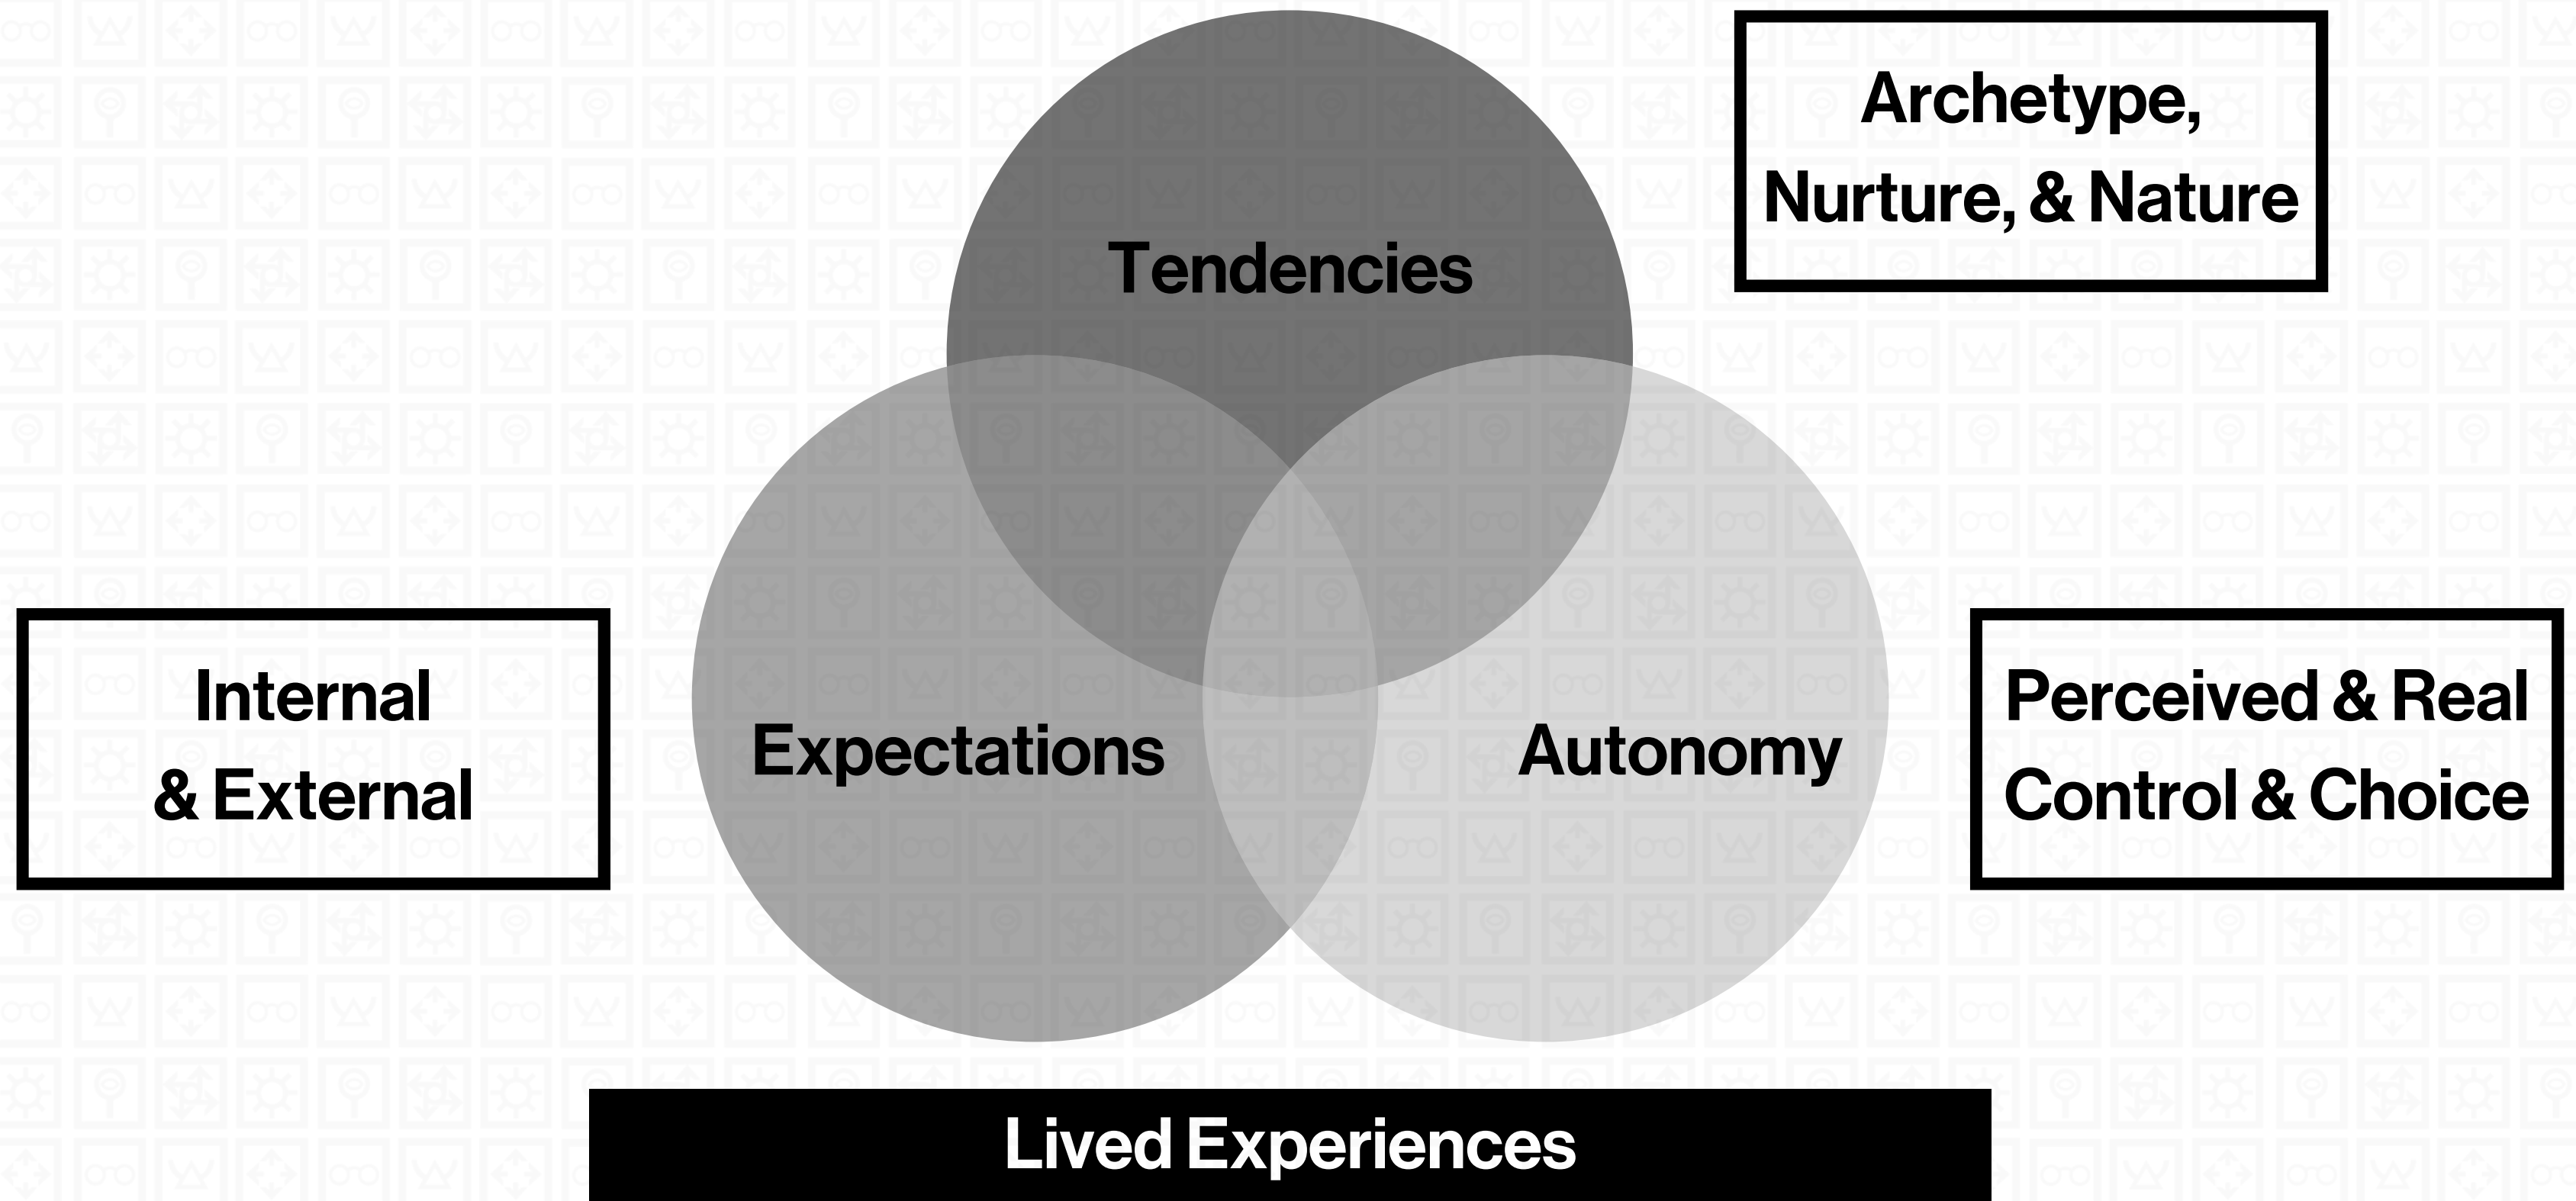 Archetype,
Nurture, & Nature
Tendencies
Internal
& External
Expectations
Autonomy
Perceived & Real
Control & Choice
Lived Experiences